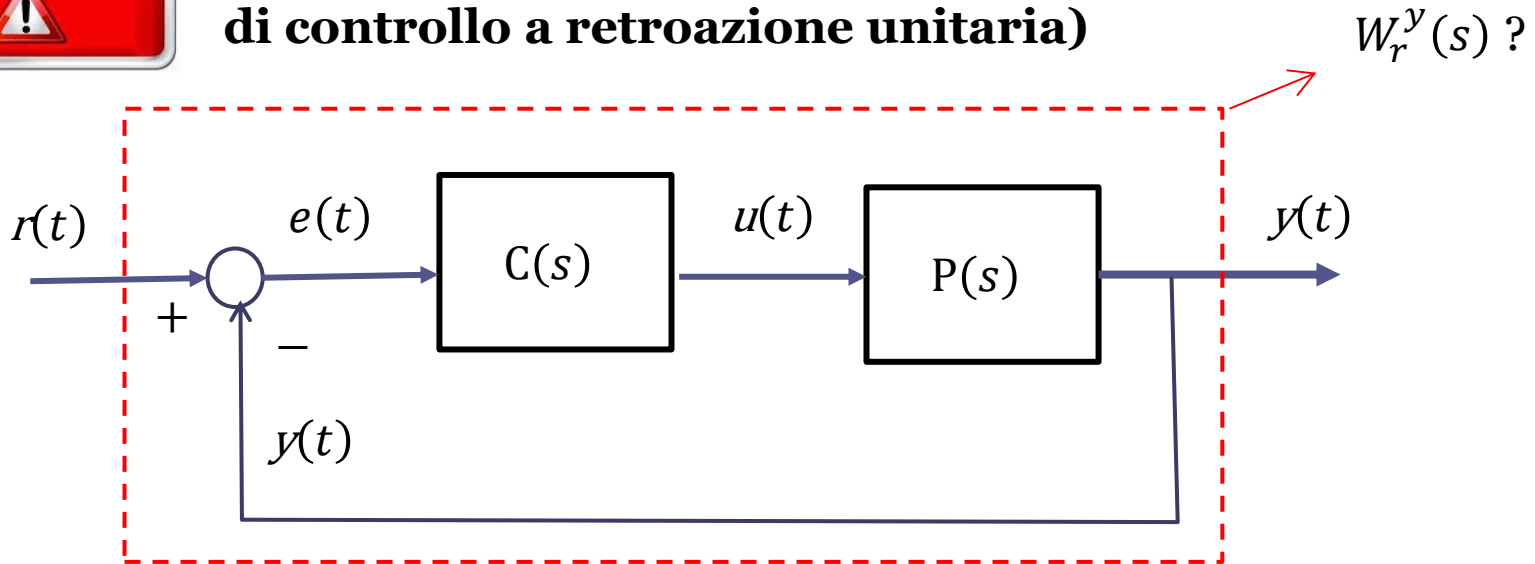 di controllo a retroazione unitaria)
W_r^y(s) ?
r(t)
e(t)
C(s)
u(t)
P(s)
y(t)
+
−
y(t)